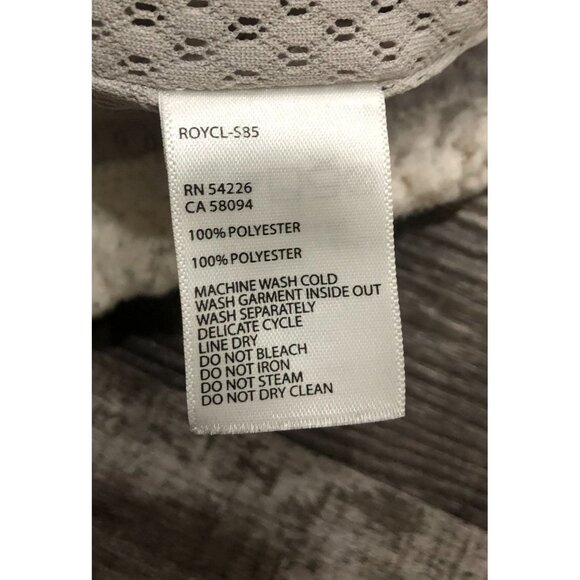 ROYCL-S85
RN 54226
CA 58094
100% POLYESTER
100% POLYESTER
MACHINE WASH COLD
WASH GARMENT INSIDE OUT
WASH SEPARATELY
DELICATE CYCLE
LINE DRY
DO NOT BLEACH
DO NOT IRON
DO NOT STEAM
DO NOT DRY CLEAN